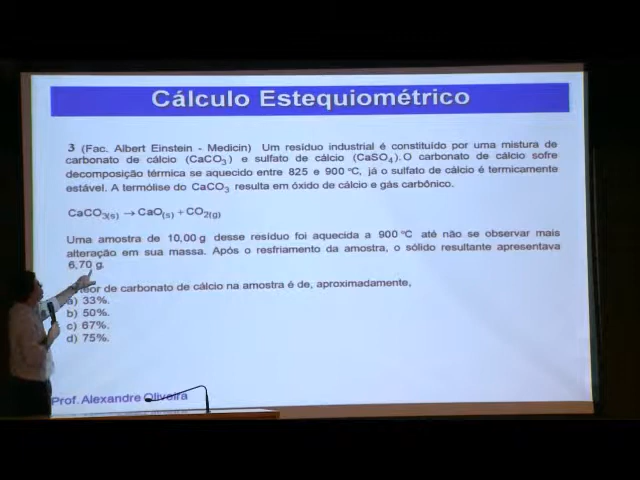 Cálculo Estequiométrico
3 (Fac. Albert Einstein - Medicin) Um resíduo industrial é constituído por uma mistura de
carbonato de cálcio (CaCO3) e sulfato de cálcio (CaSO4). O carbonato de cálcio sofre
decomposição térmica se aquecido entre 825 e 900 ºC, já o sulfato de cálcio é termicamente
estável. A termólise do CaCO3 resulta em óxido de cálcio e gás carbônico.
CaCO3(s) → CaO(s) + CO2(g)
Uma amostra de 10,00 g desse resíduo foi aquecida a 900 ºC até não se observar mais
alteração em sua massa. Após o resfriamento da amostra, o sólido resultante apresentava
6,70 g.
de carbonato de cálcio na amostra é de, aproximadamente,
a) 33%.
b) 50%.
c) 67%.
d) 75%.
Prof. Alexandre Oliveira